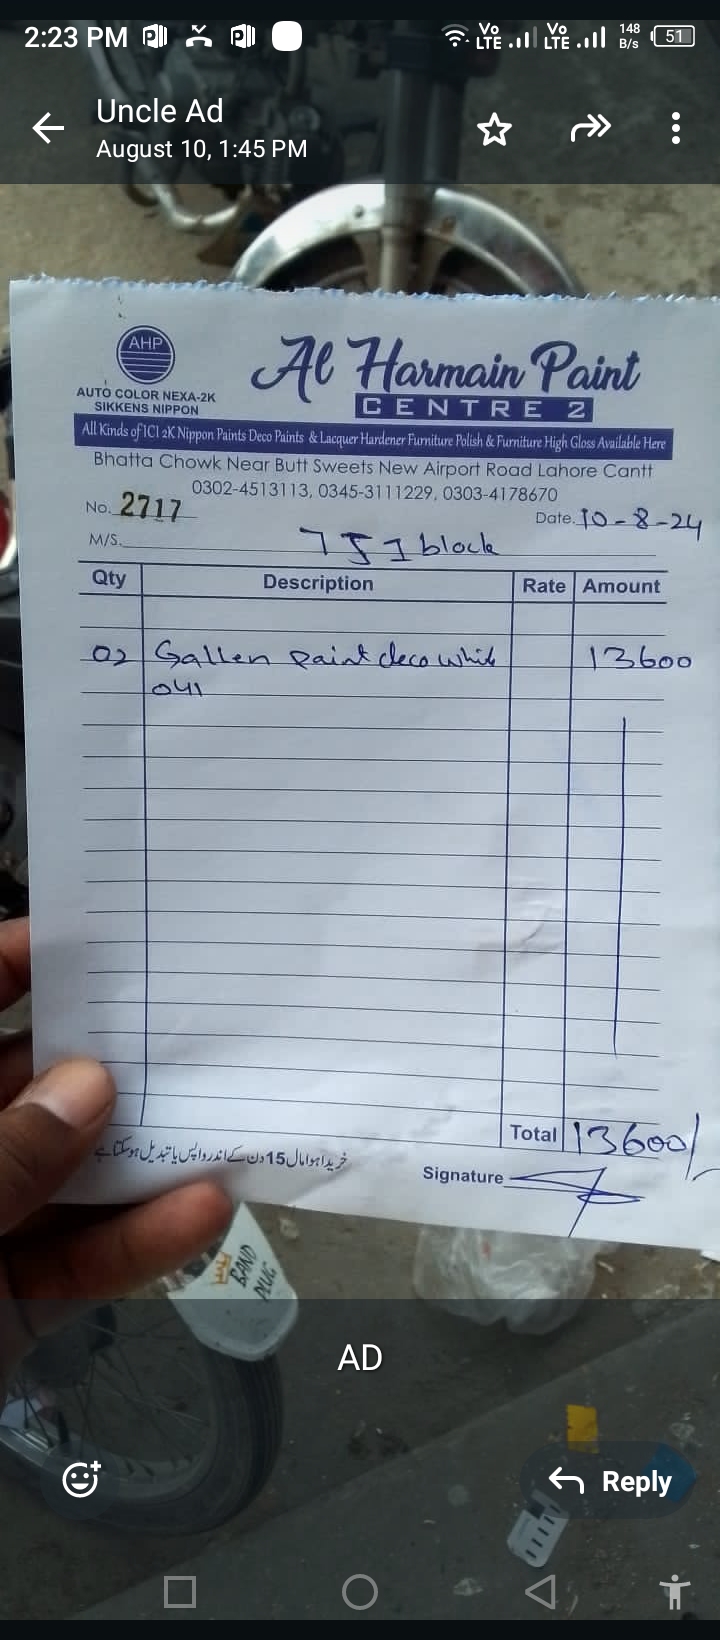 2:23 PM
Vo LTE Vo LTE 148 B/s 51
Uncle Ad
August 10, 1:45 PM
AHP
AUTO COLOR NEXA-2K
SIKKENS NIPPON
Al Harmain Paint
CENTRE 2
All Kinds of ICI 2K Nippon Paints Deco Paints & Lacquer Hardener Furniture Polish & Furniture High Gloss Available Here
Bhatta Chowk Near Butt Sweets New Airport Road Lahore Cantt
0302-4513113, 0345-3111229, 0303-4178670
No. 2717 Date. 10-8-24
M/S. block
Qty Description Rate Amount
02 Gallen paint deco whit 13600
041
Total 13600/-
خریدا ہوا مال 15 دن کے اندر واپس یا تبدیل ہو سکتا ہے
Signature
BAND
PLUG
AD
Reply